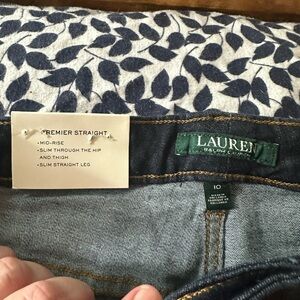 PREMIER STRAIGHT
•MID-RISE
•SLIM THROUGH THE HIP
AND THIGH
•SLIM STRAIGHT LEG
LAUREN
RALPH LAUREN
10